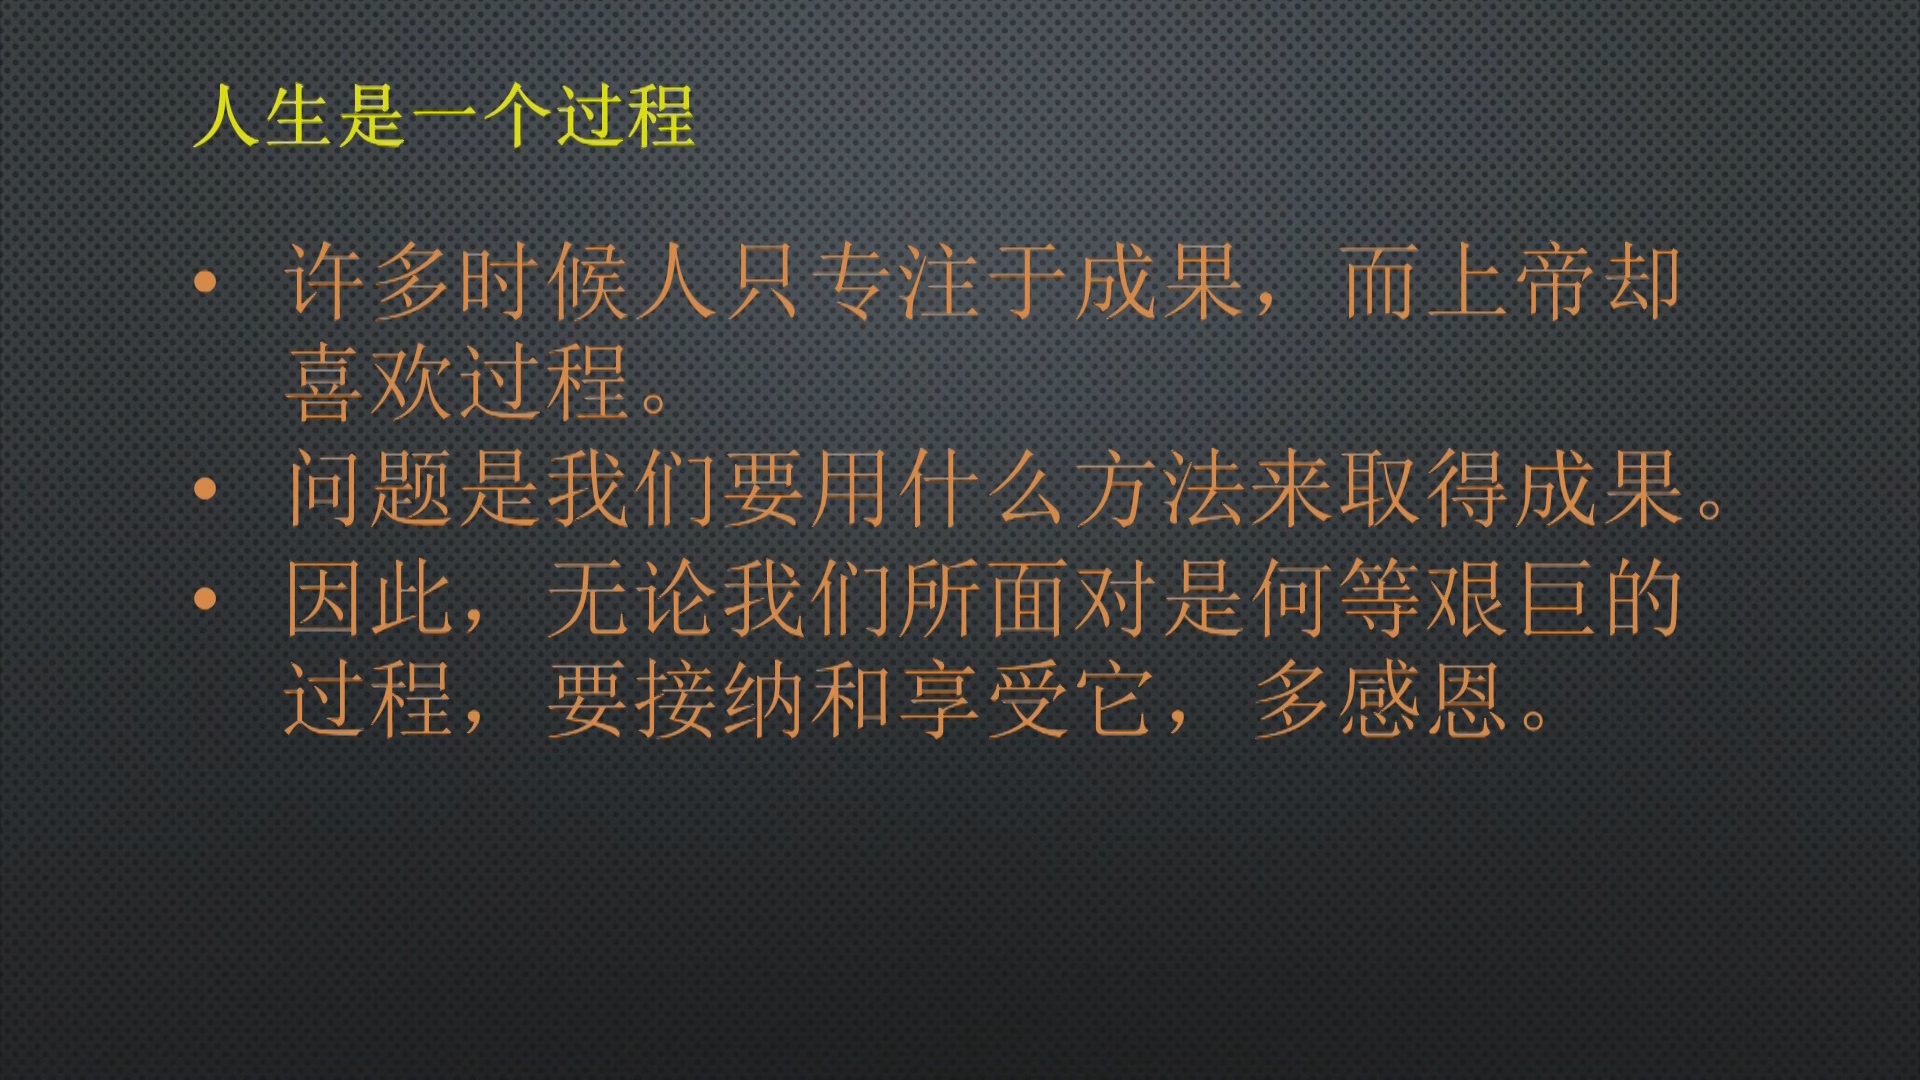 人生是一个过程
• 许多时候人只专注于成果，而上帝却
喜欢过程。
• 问题是我们要用什么方法来取得成果。
• 因此，无论我们所面对是何等艰巨的
过程，要接纳和享受它，多感恩。